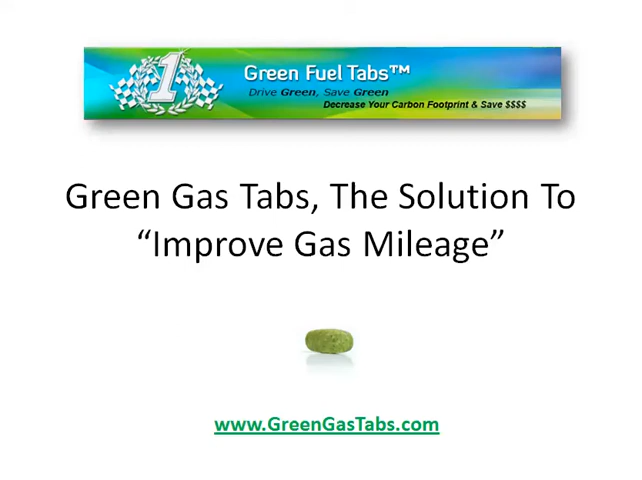 1
Green Fuel Tabs™
Drive Green, Save Green
Decrease Your Carbon Footprint & Save $$$$
Green Gas Tabs, The Solution To
“Improve Gas Mileage”
www.GreenGasTabs.com